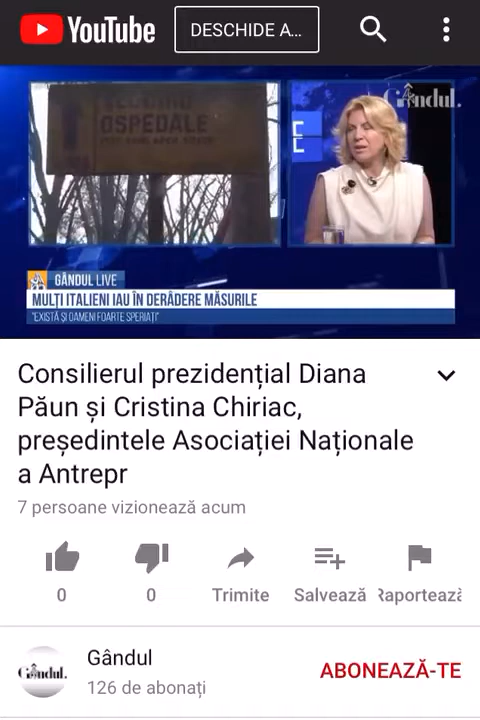 YouTube
DESCHIDE A...
Gândul.
OSPEDALE
E
GÂNDUL LIVE
MULȚI ITALIENI IAU ÎN DERÂDERE MĂSURILE
"EXISTĂ ȘI OAMENI FOARTE SPERIAȚI"
Consilierul prezidențial Diana
Păun și Cristina Chiriac,
președintele Asociației Naționale
a Antrepr
7 persoane vizionează acum
0
0
Trimite
Salvează
Raportează
Gândul.
Gândul
126 de abonați
ABONEAZĂ-TE